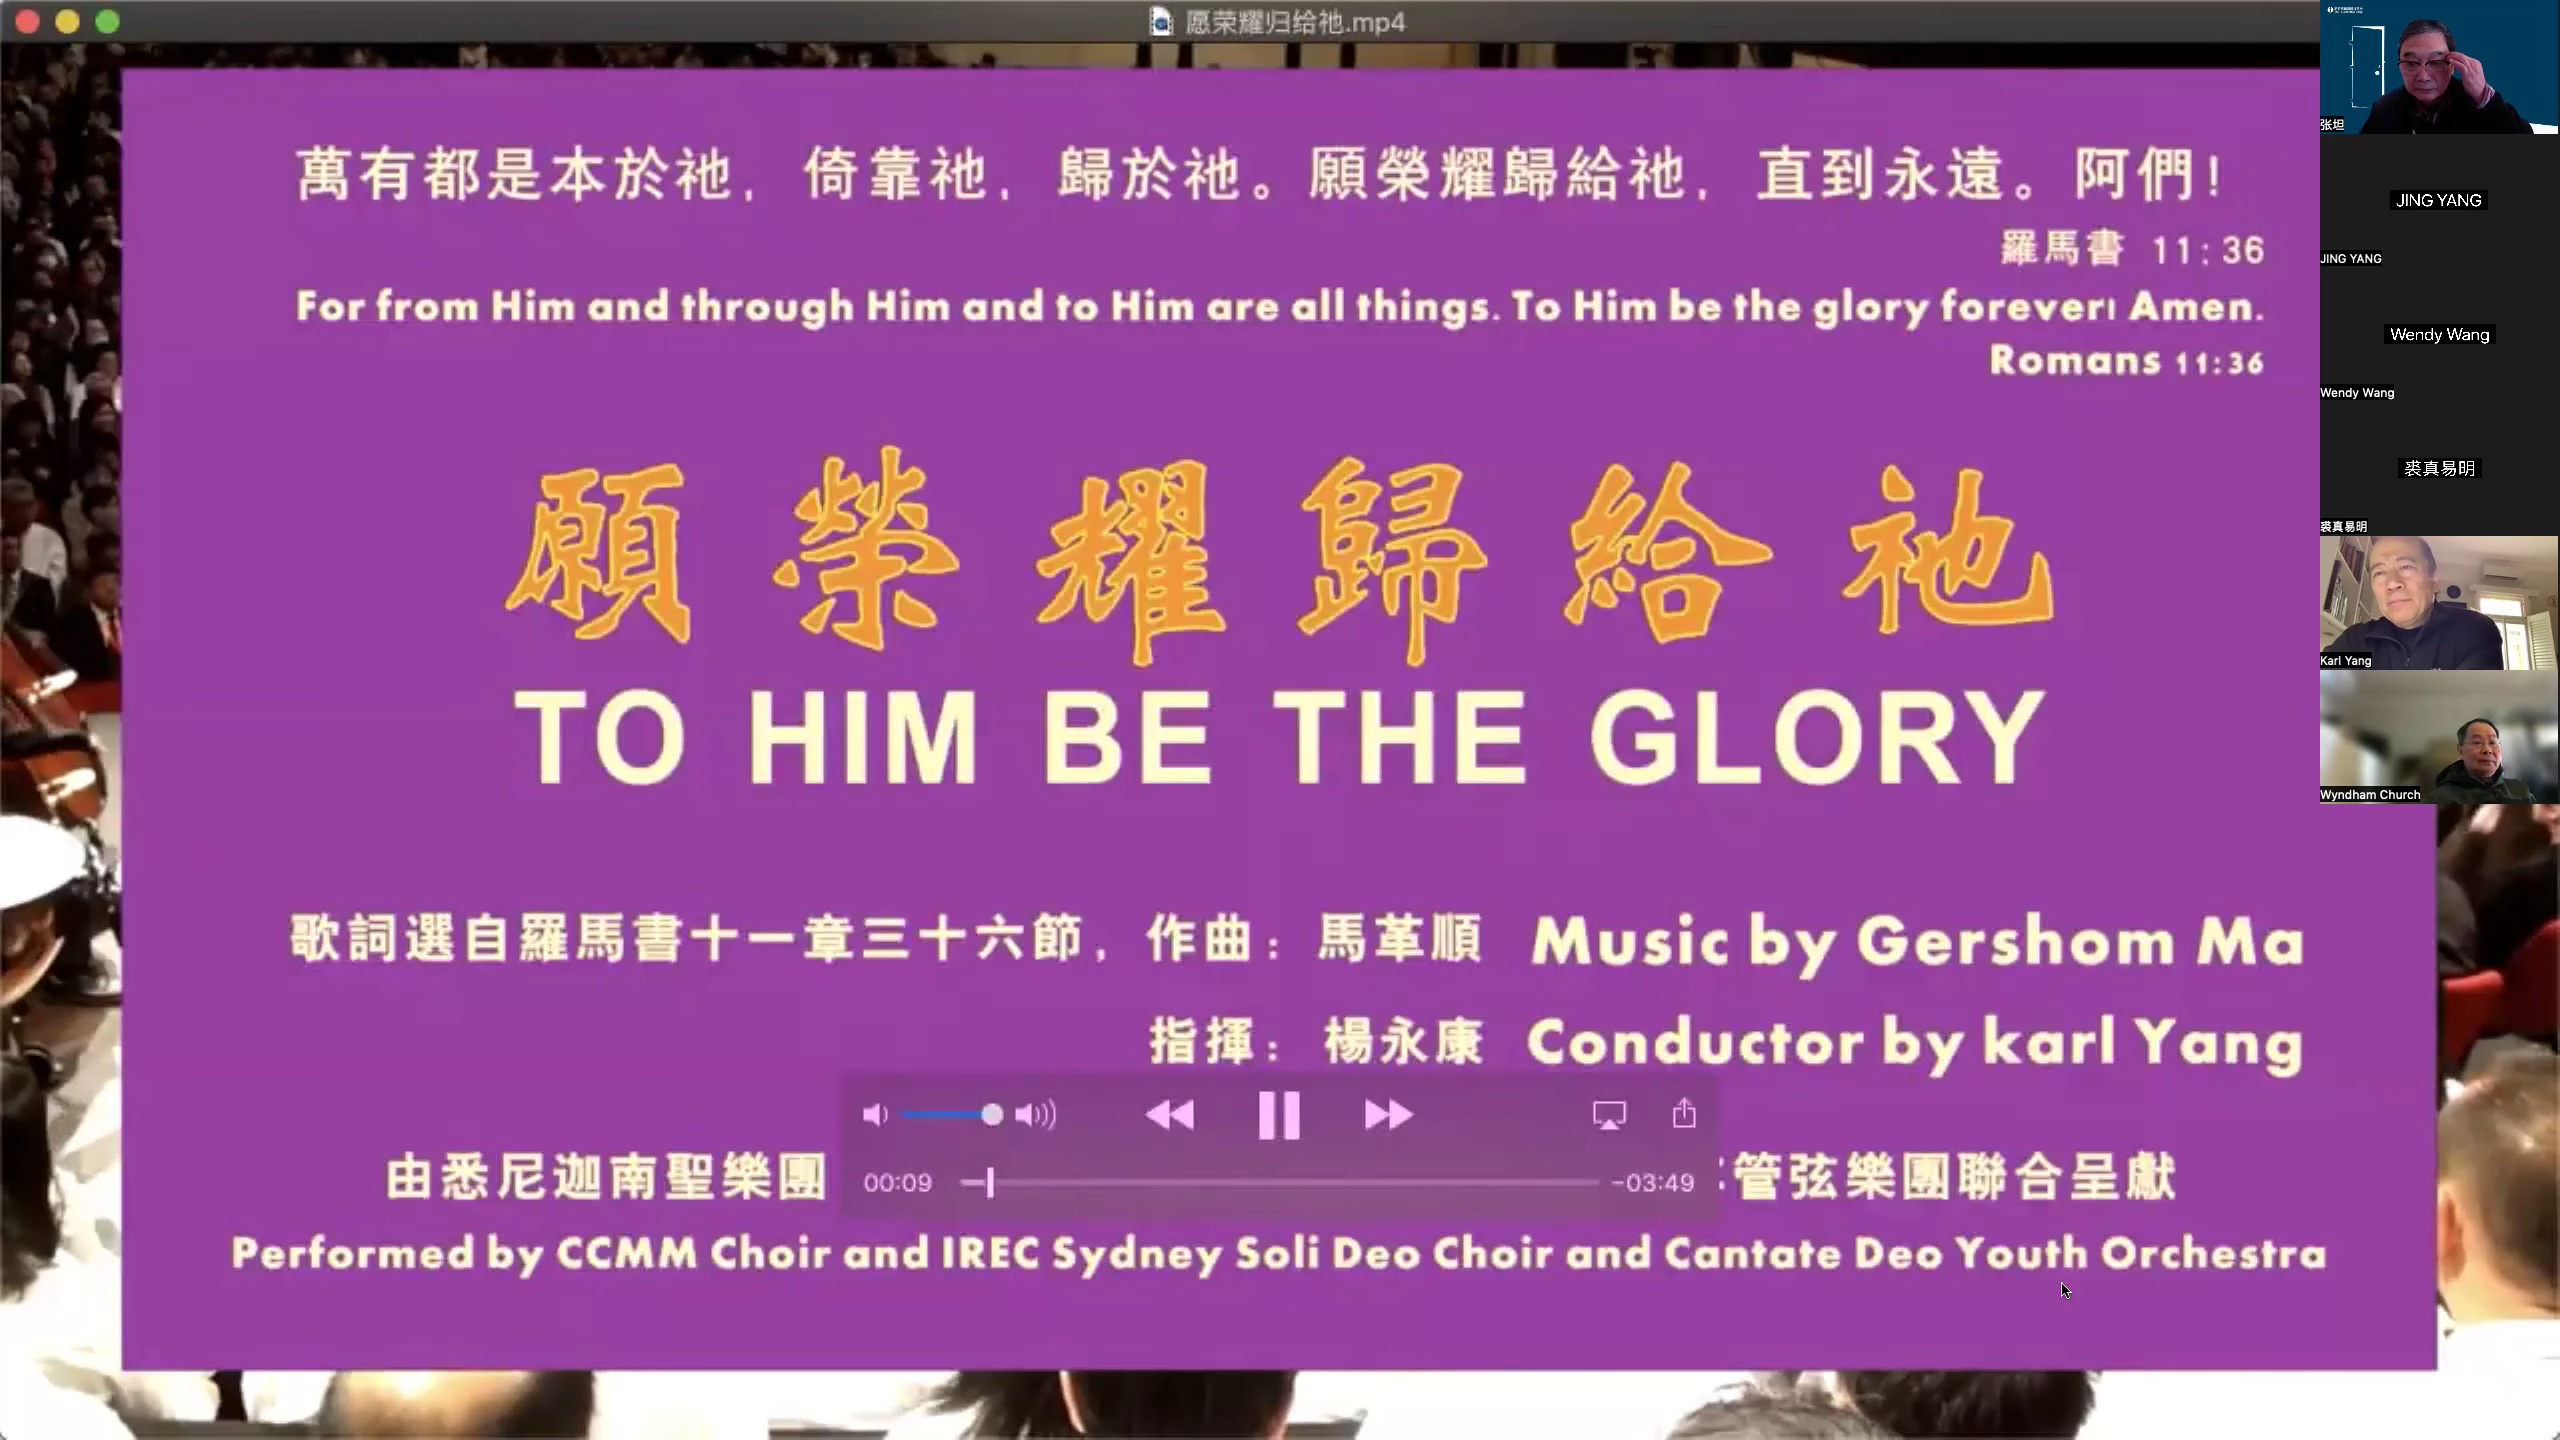 愿荣耀归给祂.mp4
萬有都是本於祂，倚靠祂，歸於祂。願榮耀歸給祂，直到永遠。阿們！
羅馬書 11:36
For from Him and through Him and to Him are all things. To Him be the glory forever! Amen.
Romans 11:36
願榮耀歸給祂
TO HIM BE THE GLORY
歌詞選自羅馬書十一章三十六節，作曲：馬革順 Music by Gershom Ma
指揮：楊永康 Conductor by karl Yang
00:09 -03:49
由悉尼迦南聖樂團 管弦樂團聯合呈獻
Performed by CCMM Choir and IREC Sydney Soli Deo Choir and Cantate Deo Youth Orchestra
张坦
JING YANG
JING YANG
Wendy Wang
Wendy Wang
裘真易明
裘真易明
Karl Yang
Wyndham Church